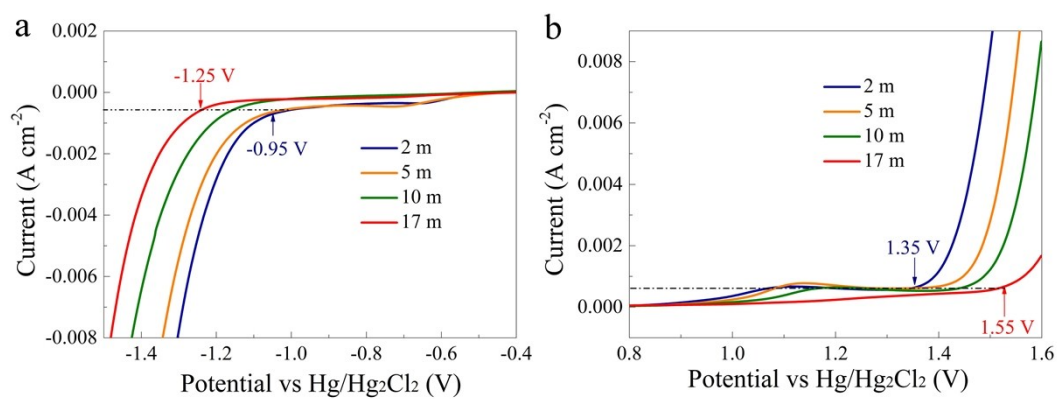 a
0.002
0.000
-0.002
-0.004
-0.006
-0.008
Current (A cm-2)
-1.25 V
-0.95 V
2 m
5 m
10 m
17 m
-1.4
-1.2
-1.0
-0.8
-0.6
-0.4
Potential vs Hg/Hg2Cl2 (V)
b
0.008
0.006
0.004
0.002
0.000
Current (A cm-2)
2 m
5 m
10 m
17 m
1.35 V
1.55 V
0.8
1.0
1.2
1.4
1.6
Potential vs Hg/Hg2Cl2 (V)